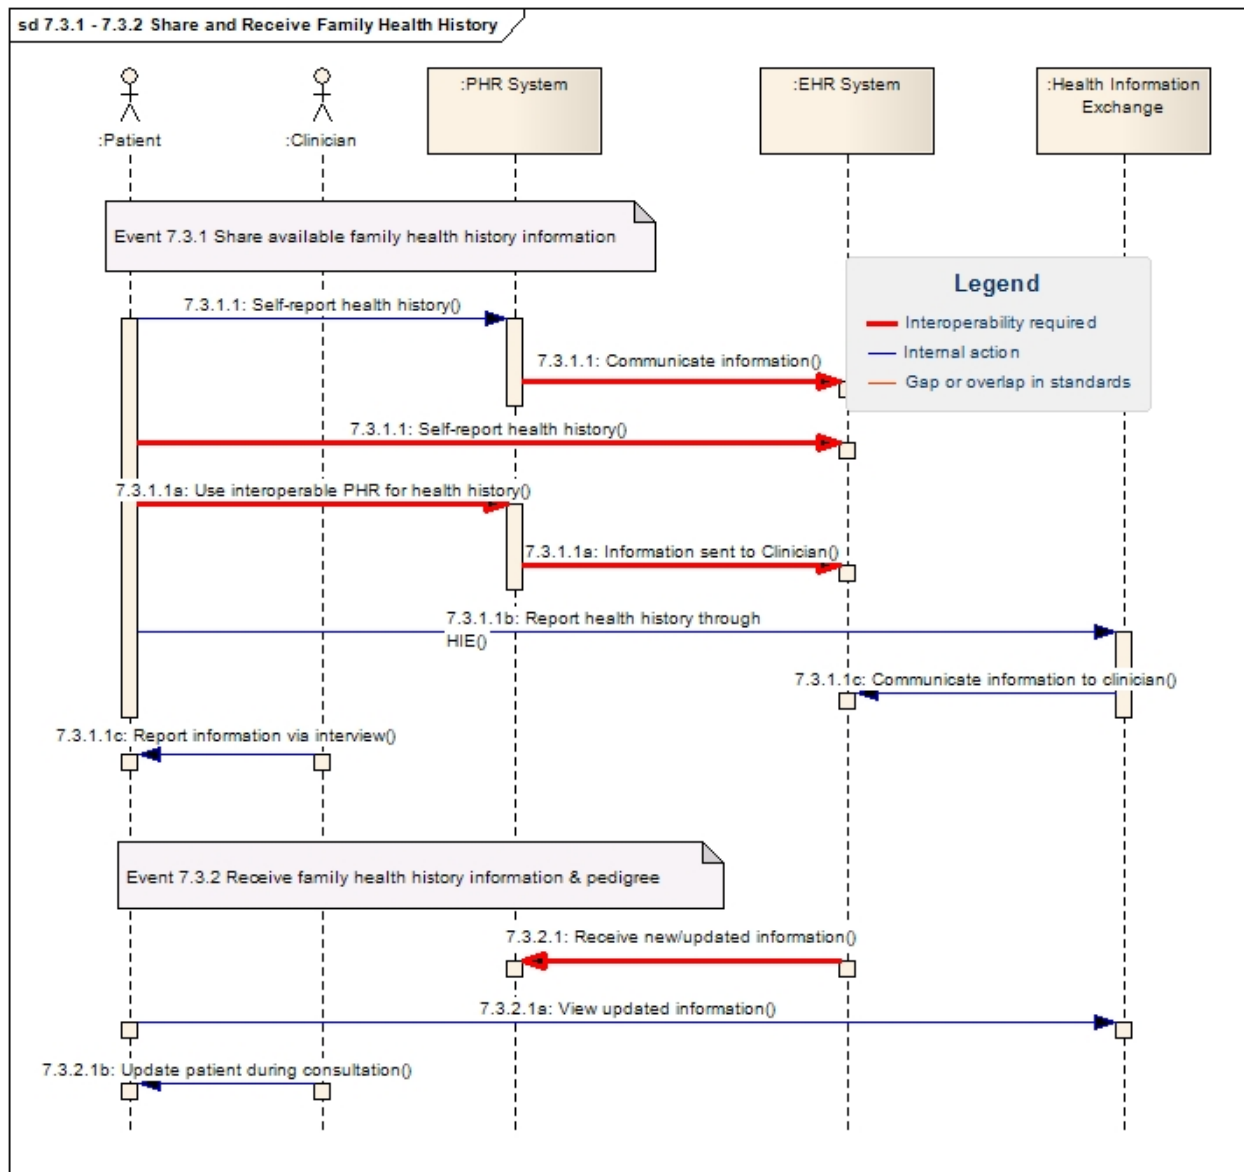 sd 7.3.1 - 7.3.2 Share and Receive Family Health History
:Patient
:Clinician
:PHR System
:EHR System
:Health Information
Exchange
Event 7.3.1 Share available family health history information
Legend
Interoperability required
Internal action
Gap or overlap in standards
7.3.1.1: Self-report health history()
7.3.1.1: Communicate information()
7.3.1.1: Self-report health history()
7.3.1.1a: Use interoperable PHR for health history()
7.3.1.1a: Information sent to Clinician()
7.3.1.1b: Report health history through
HIE()
7.3.1.1c: Communicate information to clinician()
7.3.1.1c: Report information via interview()
Event 7.3.2 Receive family health history information & pedigree
7.3.2.1: Receive new/updated information()
7.3.2.1a: View updated information()
7.3.2.1b: Update patient during consultation()